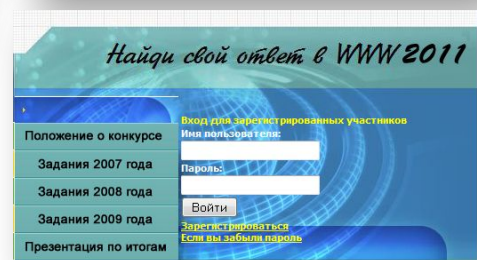 Найди свой ответ в WWW 2011
Вход для зарегистрированных участников
Имя пользователя:
Пароль:
Войти
Зарегистрироваться
Если вы забыли пароль
Положение о конкурсе
Задания 2007 года
Задания 2008 года
Задания 2009 года
Презентация по итогам